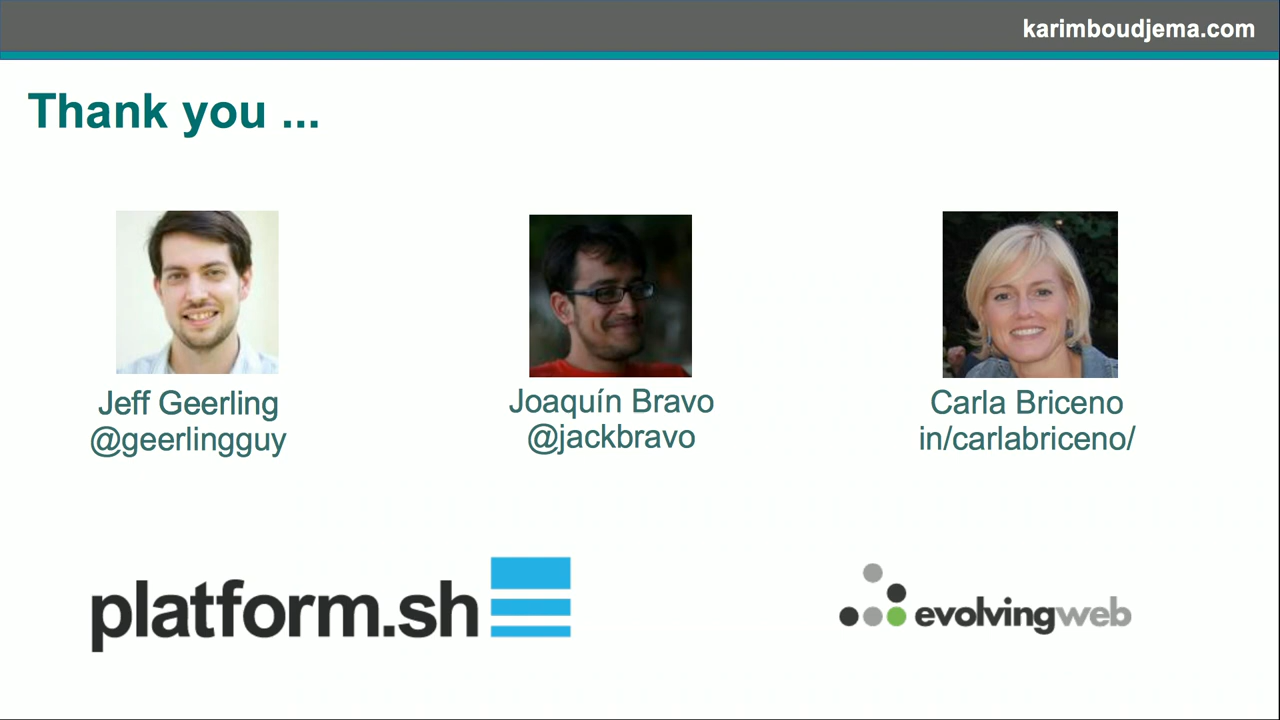 karimboudjema.com
Thank you ...
Jeff Geerling
@geerlingguy
Joaquín Bravo
@jackbravo
Carla Briceno
in/carlabriceno/
platform.sh
evolvingweb